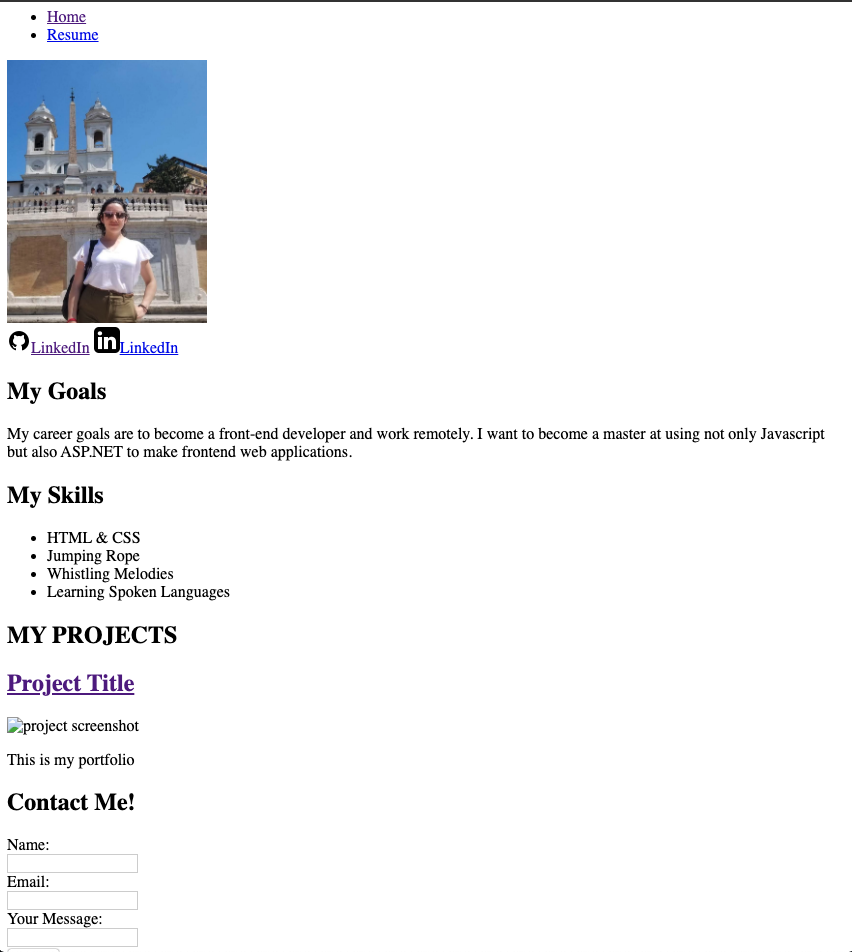 Home
Resume
LinkedIn in LinkedIn
My Goals
My career goals are to become a front-end developer and work remotely. I want to become a master at using not only Javascript
but also ASP.NET to make frontend web applications.
My Skills
HTML & CSS
Jumping Rope
Whistling Melodies
Learning Spoken Languages
MY PROJECTS
Project Title
project screenshot
This is my portfolio
Contact Me!
Name:
Email:
Your Message: